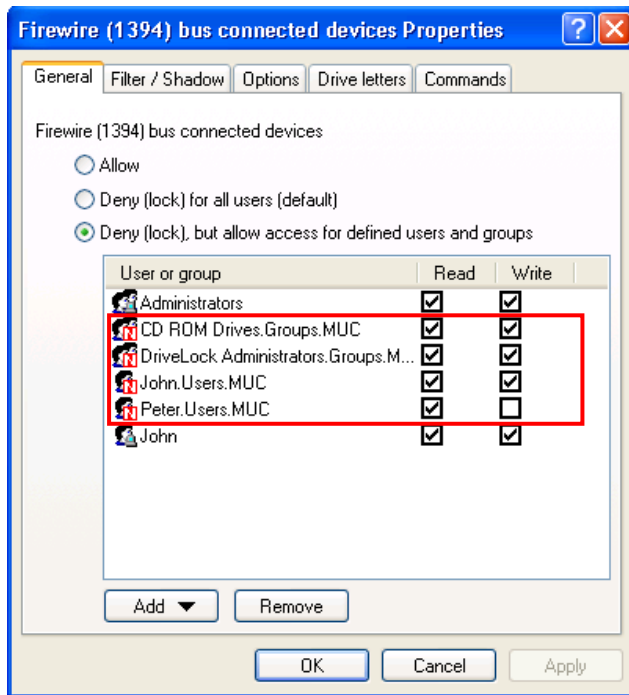 Firewire (1394) bus connected devices Properties
General Filter / Shadow Options Drive letters Commands
Firewire (1394) bus connected devices
Allow
Deny (lock) for all users (default)
Deny (lock), but allow access for defined users and groups
User or group Read Write
Administrators
CD ROM Drives.Groups.MUC
DriveLock Administrators.Groups.M...
John.Users.MUC
Peter.Users.MUC
John
Add Remove
OK Cancel Apply